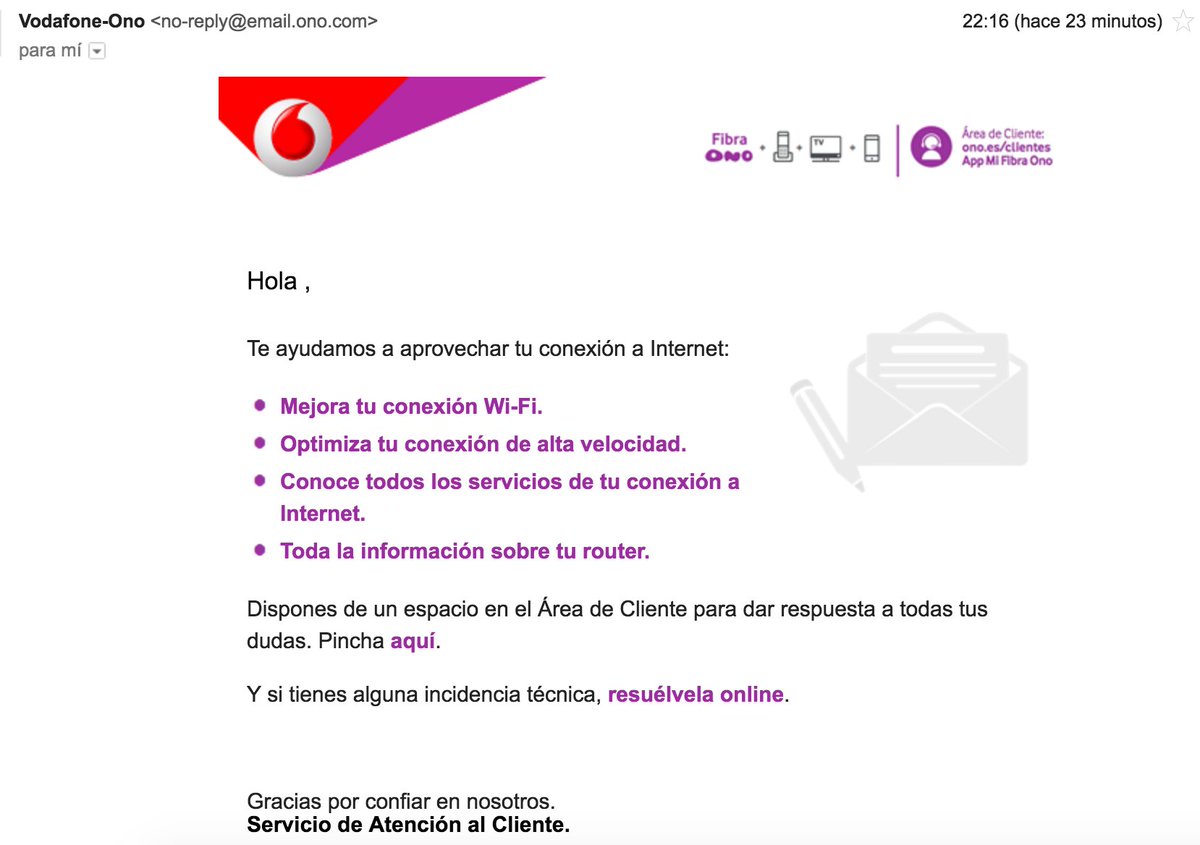 Vodafone-Ono <no-reply@email.ono.com>
22:16 (hace 23 minutos)
para mí
Fibra
ONO
TV
Área de Cliente:
ono.es/clientes
App Mi Fibra Ono
Hola ,
Te ayudamos a aprovechar tu conexión a Internet:
Mejora tu conexión Wi-Fi.
Optimiza tu conexión de alta velocidad.
Conoce todos los servicios de tu conexión a
Internet.
Toda la información sobre tu router.
Dispones de un espacio en el Área de Cliente para dar respuesta a todas tus
dudas. Pincha aquí.
Y si tienes alguna incidencia técnica, resuélvela online.
Gracias por confiar en nosotros.
Servicio de Atención al Cliente.